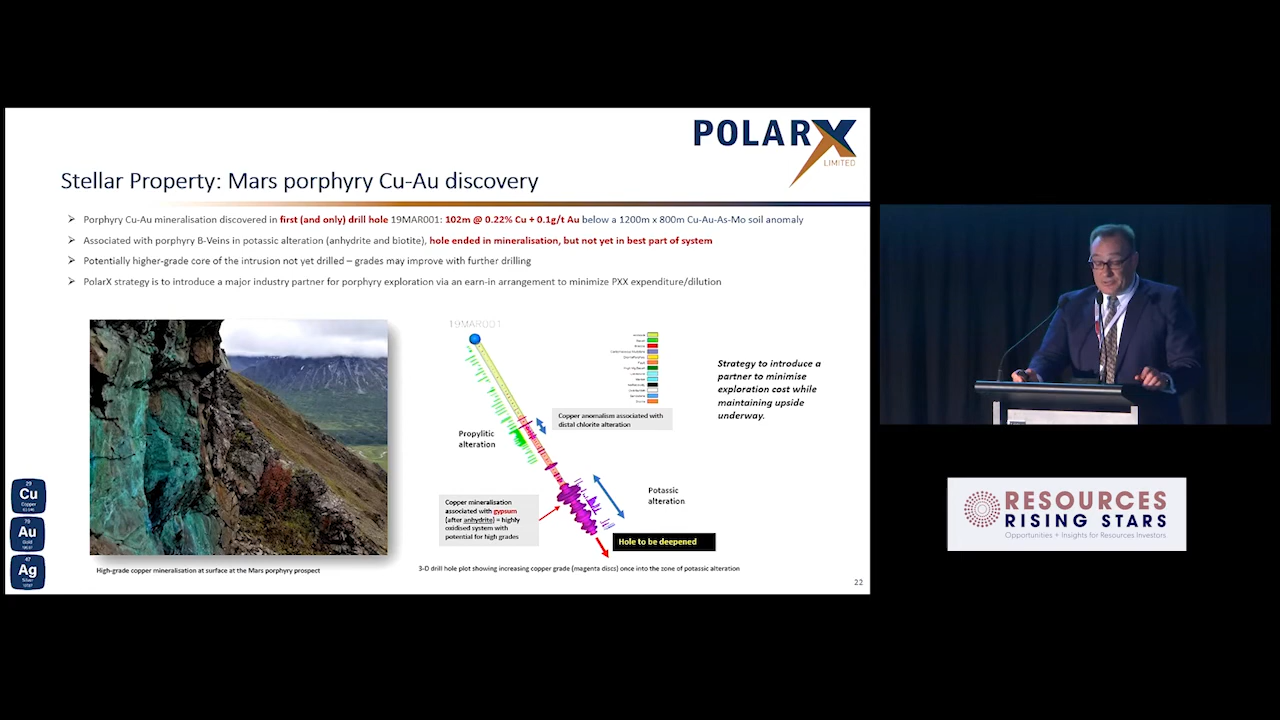 POLARX
LIMITED
Stellar Property: Mars porphyry Cu-Au discovery
➢ Porphyry Cu-Au mineralisation discovered in first (and only) drill hole 19MAR001: 102m @ 0.22% Cu + 0.1g/t Au below a 1200m x 800m Cu-Au-As-Mo soil anomaly
➢ Associated with porphyry B-Veins in potassic alteration (anhydrite and biotite), hole ended in mineralisation, but not yet in best part of system
➢ Potentially higher-grade core of the intrusion not yet drilled – grades may improve with further drilling
➢ PolarX strategy is to introduce a major industry partner for porphyry exploration via an earn-in arrangement to minimize PXX expenditure/dilution
19MAR001
Strategy to introduce a
partner to minimise
exploration cost while
maintaining upside
underway.
Copper anomalism associated with
distal chlorite alteration
Propylitic
alteration
Potassic
alteration
Copper mineralisation
associated with gypsum
(after anhydrite) = highly
oxidised system with
potential for high grades
Hole to be deepened
29
Cu
Copper
79
Au
Gold
47
Ag
Silver
High-grade copper mineralisation at surface at the Mars porphyry prospect
3-D drill hole plot showing increasing copper grade (magenta discs) once into the zone of potassic alteration
22
RESOURCES
RISING STARS
Opportunities + Insights for Resources Investors